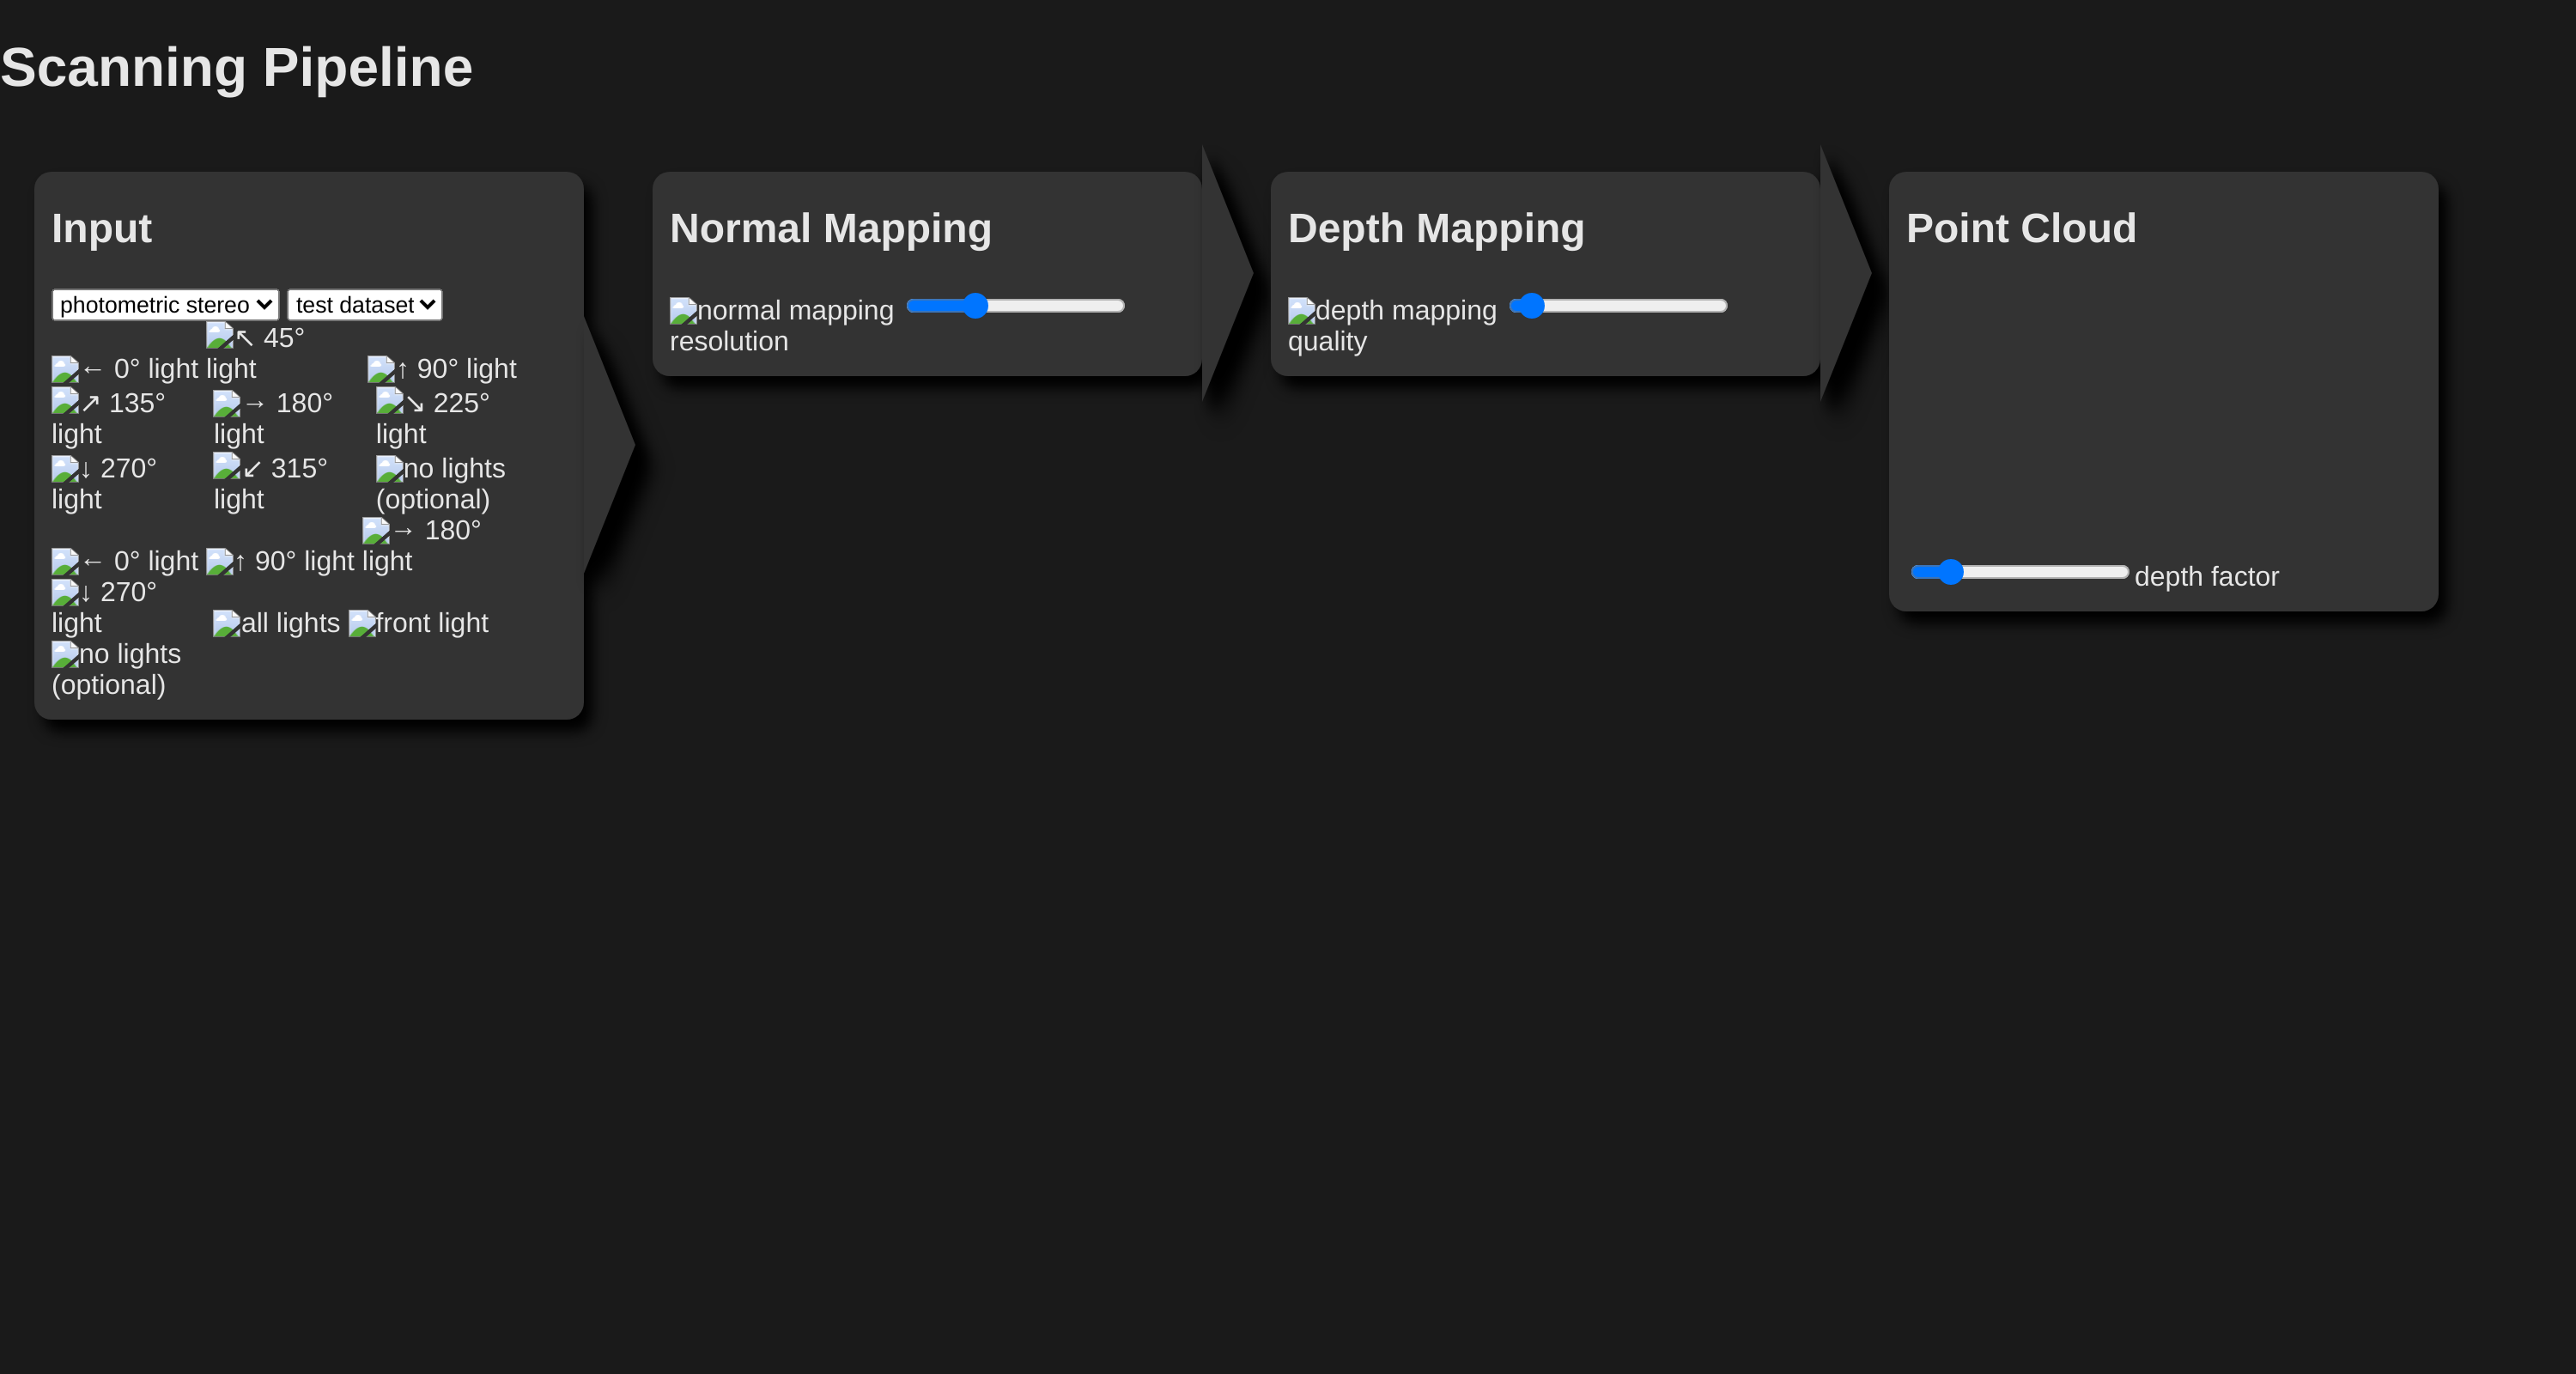 Scanning Pipeline
Input
photometric stereo test dataset
↖ 45°
← 0° light light ↑ 90° light
↗ 135° → 180° ↘ 225°
light light light
↓ 270° ↙ 315° no lights
light light (optional)
→ 180°
← 0° light ↑ 90° light light
↓ 270°
light all lights front light
no lights
(optional)
Normal Mapping
normal mapping
resolution
Depth Mapping
depth mapping
quality
Point Cloud
depth factor